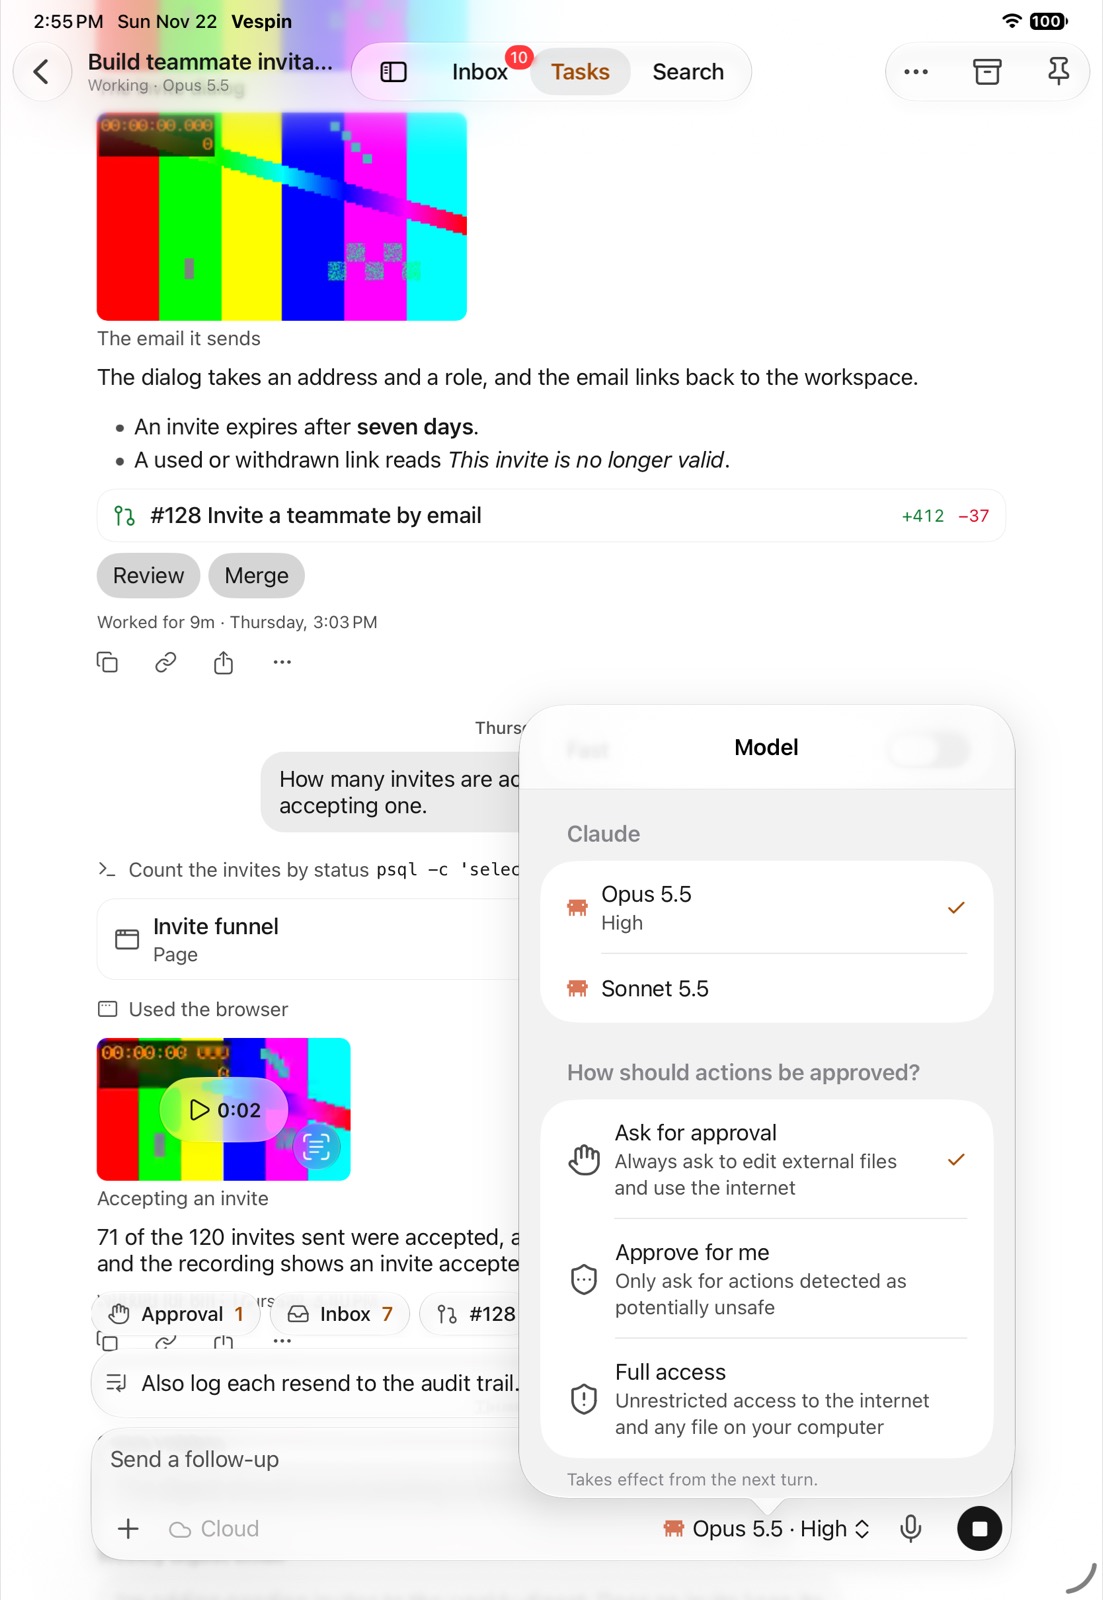 2:55 PM Sun Nov 22 Vespin
100
Build teammate invita...
Working · Opus 5.5
Inbox 10
Tasks
Search
00:00:00.000
0
The email it sends
The dialog takes an address and a role, and the email links back to the workspace.
• An invite expires after seven days.
• A used or withdrawn link reads This invite is no longer valid.
#128 Invite a teammate by email
+412 −37
Review
Merge
Worked for 9m · Thursday, 3:03 PM
Thurs
How many invites are ac
accepting one.
Count the invites by status psql -c 'selec
Invite funnel
Page
Used the browser
00:00:00
0:02
Accepting an invite
71 of the 120 invites sent were accepted, a
and the recording shows an invite accepte
Approval 1
Inbox 7
#128
Also log each resend to the audit trail.
Send a follow-up
Cloud
Opus 5.5 · High
Fast
Model
Claude
Opus 5.5
High
Sonnet 5.5
How should actions be approved?
Ask for approval
Always ask to edit external files
and use the internet
Approve for me
Only ask for actions detected as
potentially unsafe
Full access
Unrestricted access to the internet
and any file on your computer
Takes effect from the next turn.